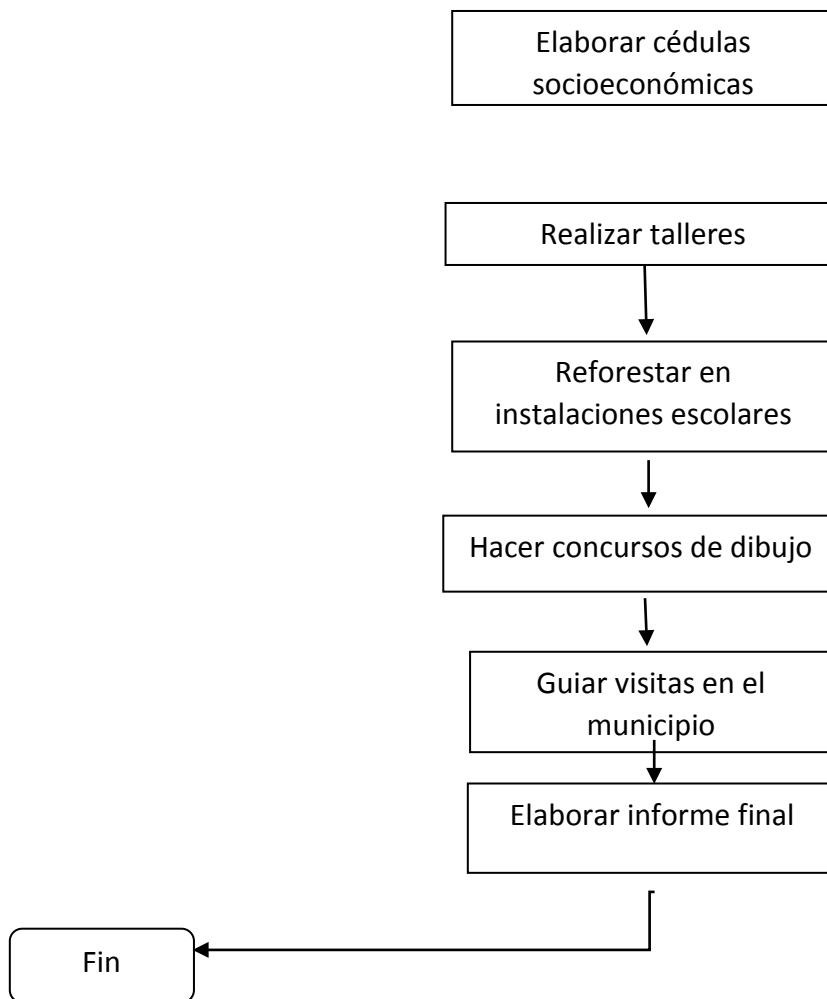 Elaborar cédulas
socioeconómicas
Realizar talleres
Reforestar en
instalaciones escolares
Hacer concursos de dibujo
Guiar visitas en el
municipio
Elaborar informe final
Fin